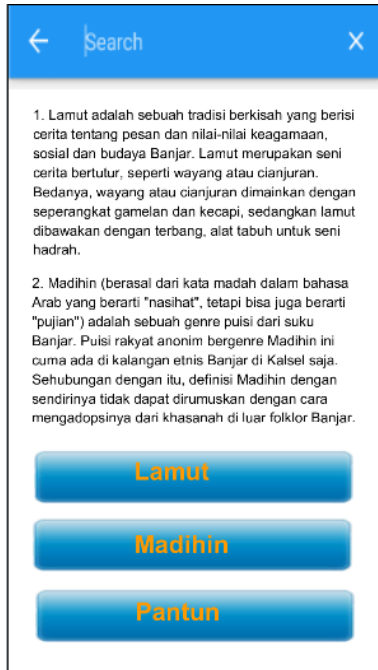 Search
1. Lamut adalah sebuah tradisi berkisah yang berisi
cerita tentang pesan dan nilai-nilai keagamaan,
sosial dan budaya Banjar. Lamut merupakan seni
cerita bertutur, seperti wayang atau cianjuran.
Bedanya, wayang atau cianjuran dimainkan dengan
seperangkat gamelan dan kecapi, sedangkan lamut
dibawakan dengan terbang, alat tabuh untuk seni
hadrah.
2. Madihin (berasal dari kata madah dalam bahasa
Arab yang berarti "nasihat", tetapi bisa juga berarti
"pujian") adalah sebuah genre puisi dari suku
Banjar. Puisi rakyat anonim bergenre Madihin ini
cuma ada di kalangan etnis Banjar di Kalsel saja.
Sehubungan dengan itu, definisi Madihin dengan
sendirinya tidak dapat dirumuskan dengan cara
mengadopsinya dari khasanah di luar folklor Banjar.
Lamut
Madihin
Pantun